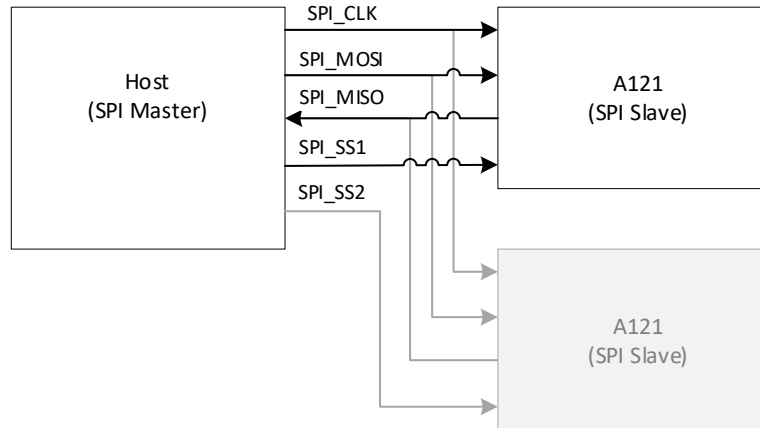 SPI_CLK
SPI_MOSI
SPI_MISO
SPI_SS1
SPI_SS2
Host
(SPI Master)
A121
(SPI Slave)
A121
(SPI Slave)